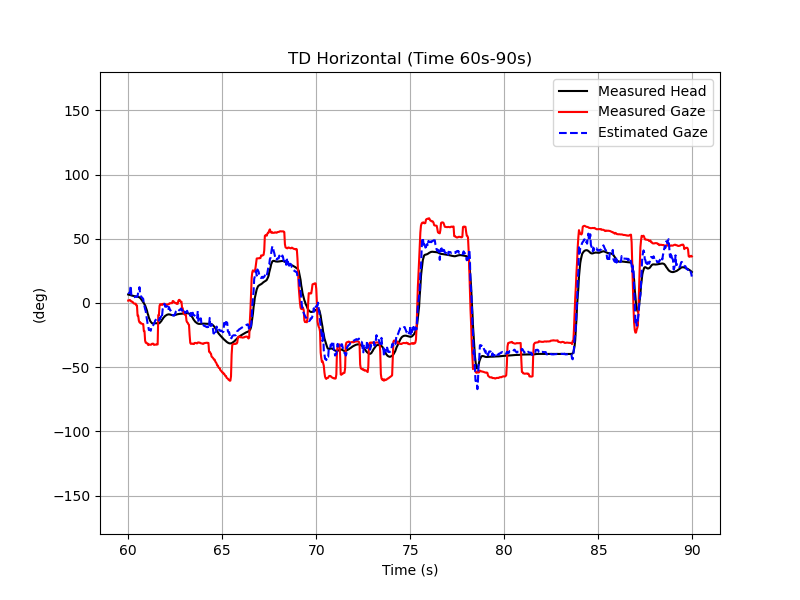 TD Horizontal (Time 60s-90s)
Measured Head
Measured Gaze
Estimated Gaze
150
100
50
0
−50
−100
−150
(deg)
60 65 70 75 80 85 90
Time (s)